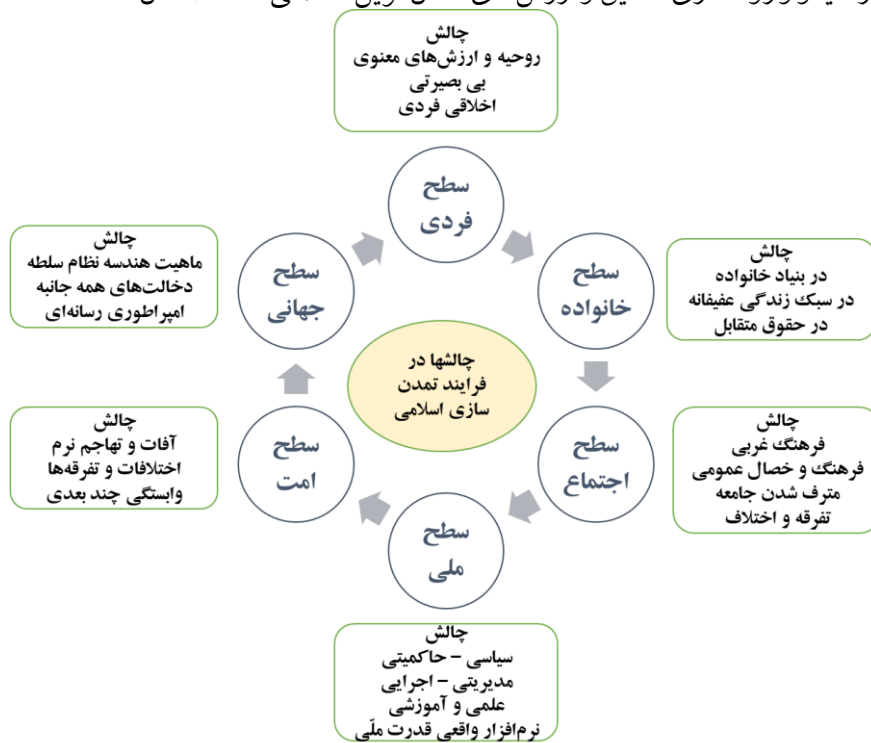 چالش
روحیه و ارزش‌های معنوی
بی بصیرتی
اخلاقی فردی
سطح
فردی
سطح
خانواده
چالش
در بنیاد خانواده
در سبک زندگی عفیفانه
در حقوق متقابل
سطح
اجتماع
چالش
فرهنگ غربی
فرهنگ و خصال عمومی
مترف شدن جامعه
تفرقه و اختلاف
سطح
ملی
چالش
سیاسی – حاکمیتی
مدیریتی – اجرایی
علمی و آموزشی
نرم‌افزار واقعی قدرت ملّی
سطح
امت
چالش
آفات و تهاجم نرم
اختلافات و تفرقه‌ها
وابستگی چند بعدی
سطح
جهانی
چالش
ماهیت هندسه نظام سلطه
دخالت‌های همه جانبه
امپراطوری رسانه‌ای
چالشها در
فرایند تمدن
سازی اسلامی